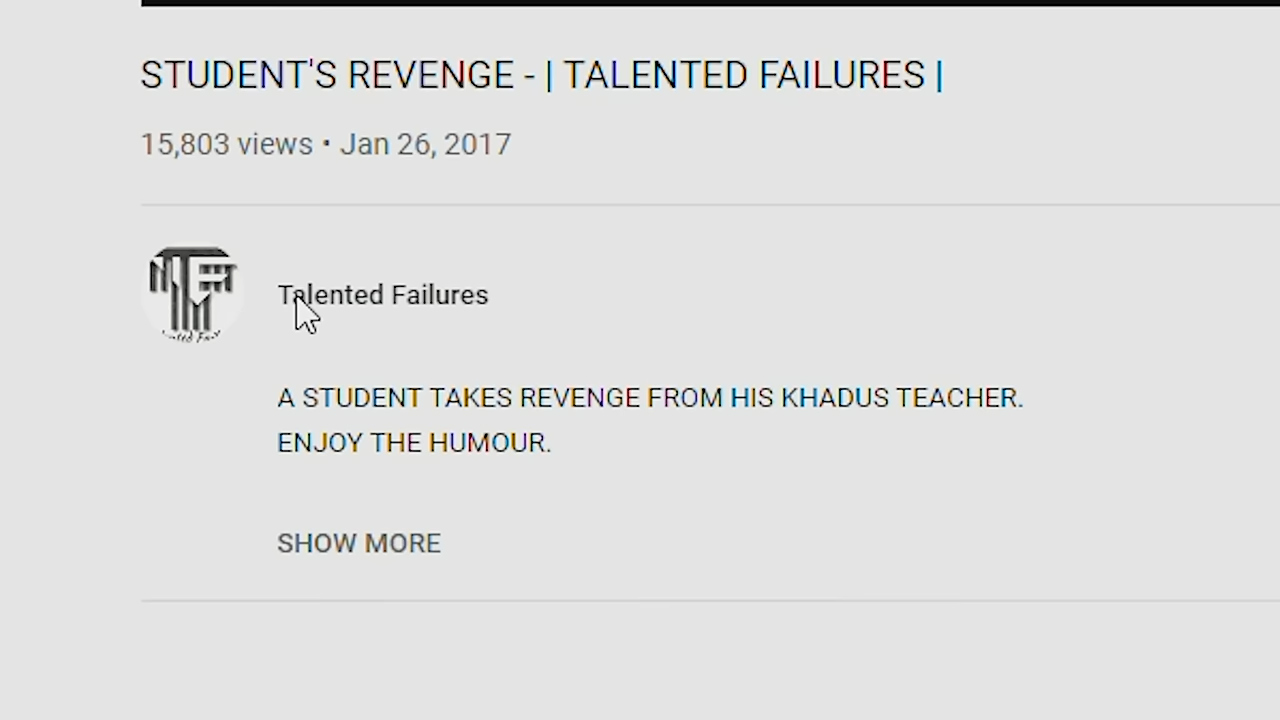 STUDENT'S REVENGE - | TALENTED FAILURES |
15,803 views • Jan 26, 2017
Talented Failures
A STUDENT TAKES REVENGE FROM HIS KHADUS TEACHER.
ENJOY THE HUMOUR.
SHOW MORE